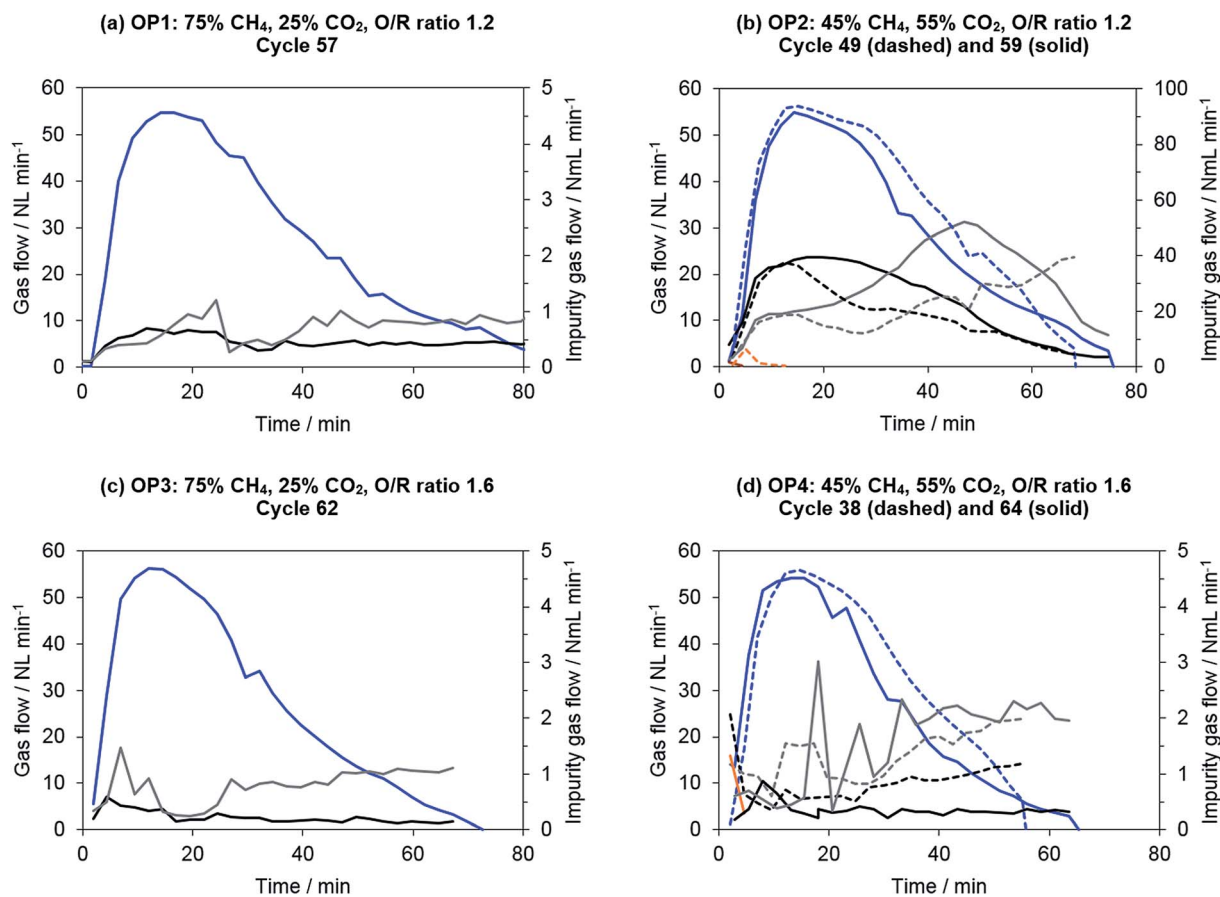 (a) OP1: 75% CH₄, 25% CO₂, O/R ratio 1.2
Cycle 57
60
50
40
30
20
10
0
Gas flow / NL min⁻¹
5
4
3
2
1
0
Impurity gas flow / NmL min⁻¹
0 20 40 60 80
Time / min
(b) OP2: 45% CH₄, 55% CO₂, O/R ratio 1.2
Cycle 49 (dashed) and 59 (solid)
60
50
40
30
20
10
0
Gas flow / NL min⁻¹
100
80
60
40
20
0
Impurity gas flow / NmL min⁻¹
0 20 40 60 80
Time / min
(c) OP3: 75% CH₄, 25% CO₂, O/R ratio 1.6
Cycle 62
60
50
40
30
20
10
0
Gas flow / NL min⁻¹
5
4
3
2
1
0
Impurity gas flow / NmL min⁻¹
0 20 40 60 80
Time / min
(d) OP4: 45% CH₄, 55% CO₂, O/R ratio 1.6
Cycle 38 (dashed) and 64 (solid)
60
50
40
30
20
10
0
Gas flow / NL min⁻¹
5
4
3
2
1
0
Impurity gas flow / NmL min⁻¹
0 20 40 60 80
Time / min